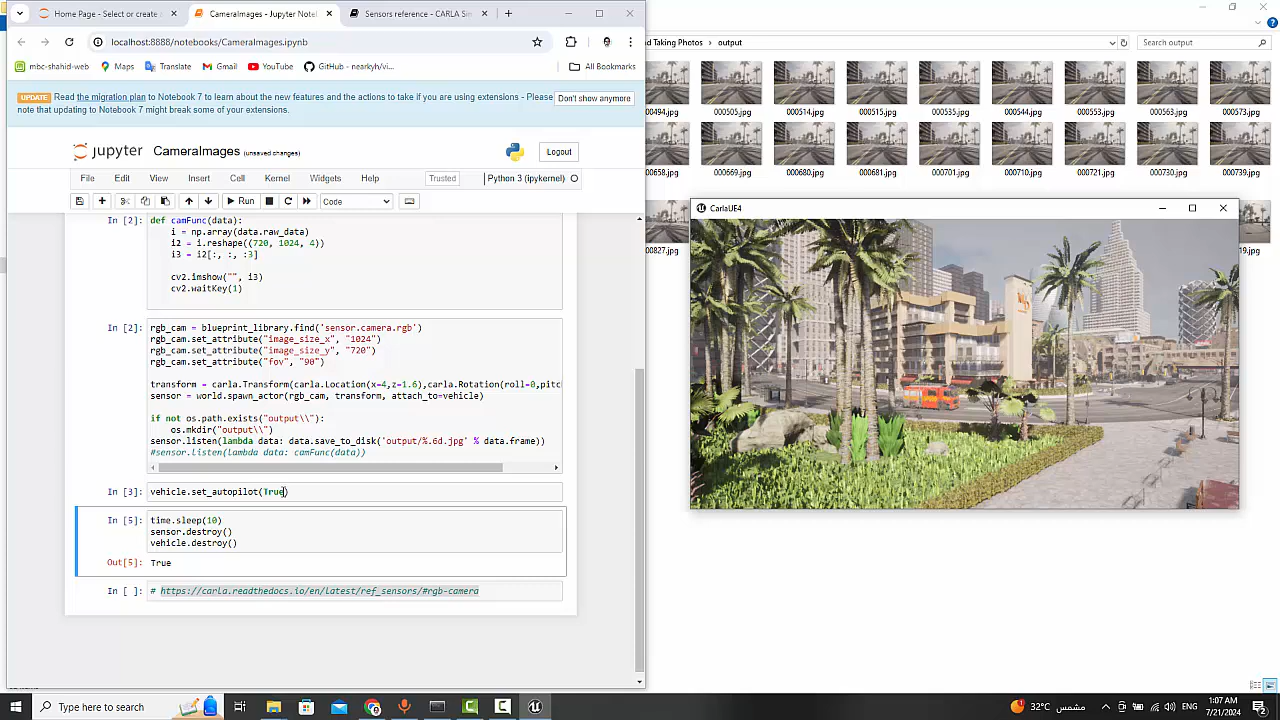 Home Page - Select or create
CameraImages - Jupyter Notel
Sensors reference - CARLA Sim
localhost:8888/notebooks/CameraImages.ipynb
mbc-shahid-web
Maps
Translate
Gmail
YouTube
GitHub - nearkyh/vi...
All Bookmarks
UPDATE Read the migration plan to Notebook 7 to learn about the new features and the actions to take if you are using extensions - Please
note that updating to Notebook 7 might break some of your extensions.
Don't show anymore
jupyter CameraImages (unsaved changes)
Logout
File Edit View Insert Cell Kernel Widgets Help
Trusted
Python 3 (ipykernel)
Run
Code
In [2]: def camFunc(data):
i = np.array(data.raw_data)
i2 = i.reshape((720, 1024, 4))
i3 = i2[:, :, :3]
cv2.imshow("", i3)
cv2.waitKey(1)
In [2]: rgb_cam = blueprint_library.find('sensor.camera.rgb')
rgb_cam.set_attribute("image_size_x", "1024")
rgb_cam.set_attribute("image_size_y", "720")
rgb_cam.set_attribute("fov", "90")
transform = carla.Transform(carla.Location(x=4,z=1.6),carla.Rotation(roll=0,pitc
sensor = world.spawn_actor(rgb_cam, transform, attach_to=vehicle)
if not os.path.exists("output\\"):
os.mkdir("output\\")
sensor.listen(lambda data: data.save_to_disk('output/%.6d.jpg' % data.frame))
#sensor.listen(lambda data: camFunc(data))
In [3]: vehicle.set_autopilot(True)
In [5]: time.sleep(10)
sensor.destroy()
vehicle.destroy()
Out[5]: True
In [ ]: # https://carla.readthedocs.io/en/latest/ref_sensors/#rgb-camera
nd Taking Photos › output
Search output
000494.jpg 000505.jpg 000514.jpg 000515.jpg 000535.jpg 000544.jpg 000553.jpg 000563.jpg 000573.jpg
000658.jpg 000669.jpg 000680.jpg 000681.jpg 000701.jpg 000710.jpg 000721.jpg 000730.jpg 000739.jpg
000827.jpg
19.jpg
CarlaUE4
Type here to search
32°C مشمس
ENG
1:07 AM
7/21/2024